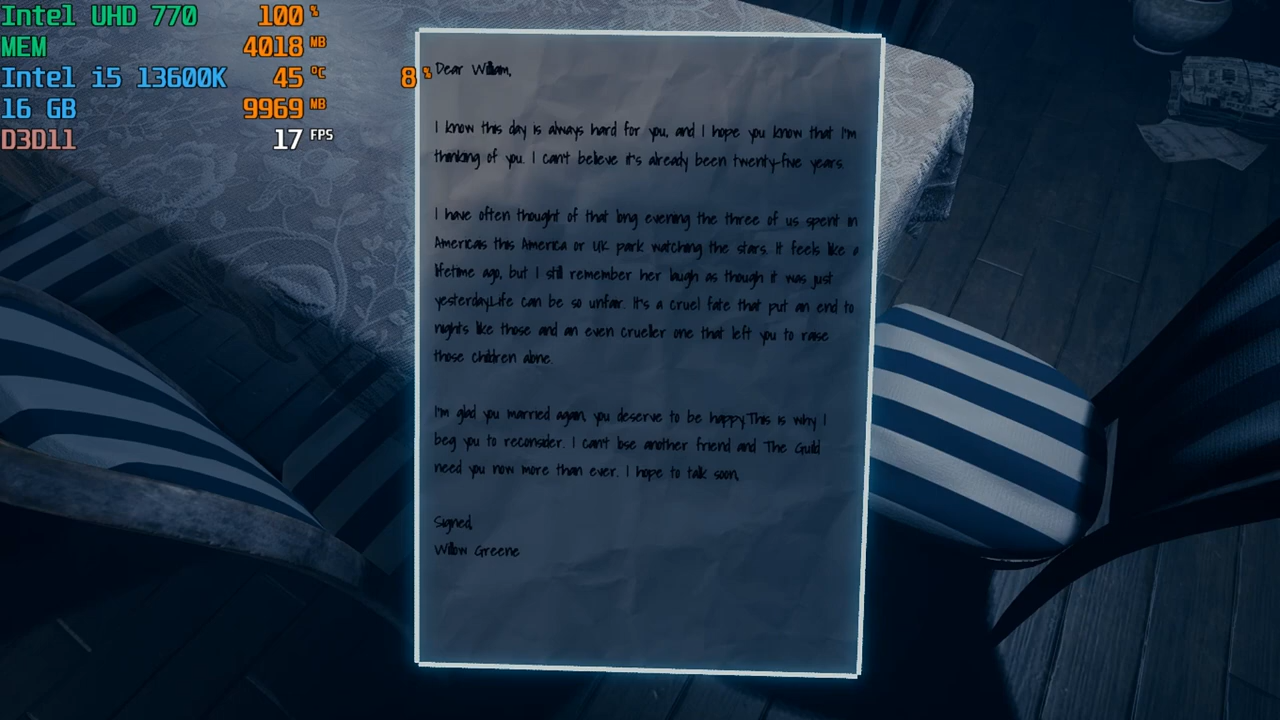 Intel UHD 770 100 %
MEM 4018 MB
Intel i5 13600K 45 °C 8 %
16 GB 9969 MB
D3D11 17 FPS
Dear William,
I know this day is always hard for you, and I hope you know that I'm
thinking of you. I can't believe it's already been twenty-five years.
I have often thought of that long evening the three of us spent in
Americas this America or UK park watching the stars. It feels like a
lifetime ago, but I still remember her laugh as though it was just
yesterday.Life can be so unfair. It's a cruel fate that put an end to
nights like those and an even crueller one that left you to raise
those children alone.
I'm glad you married again, you deserve to be happy.This is why I
beg you to reconsider. I can't lose another friend and The Guild
need you now more than ever. I hope to talk soon,
Signed,
Willow Greene